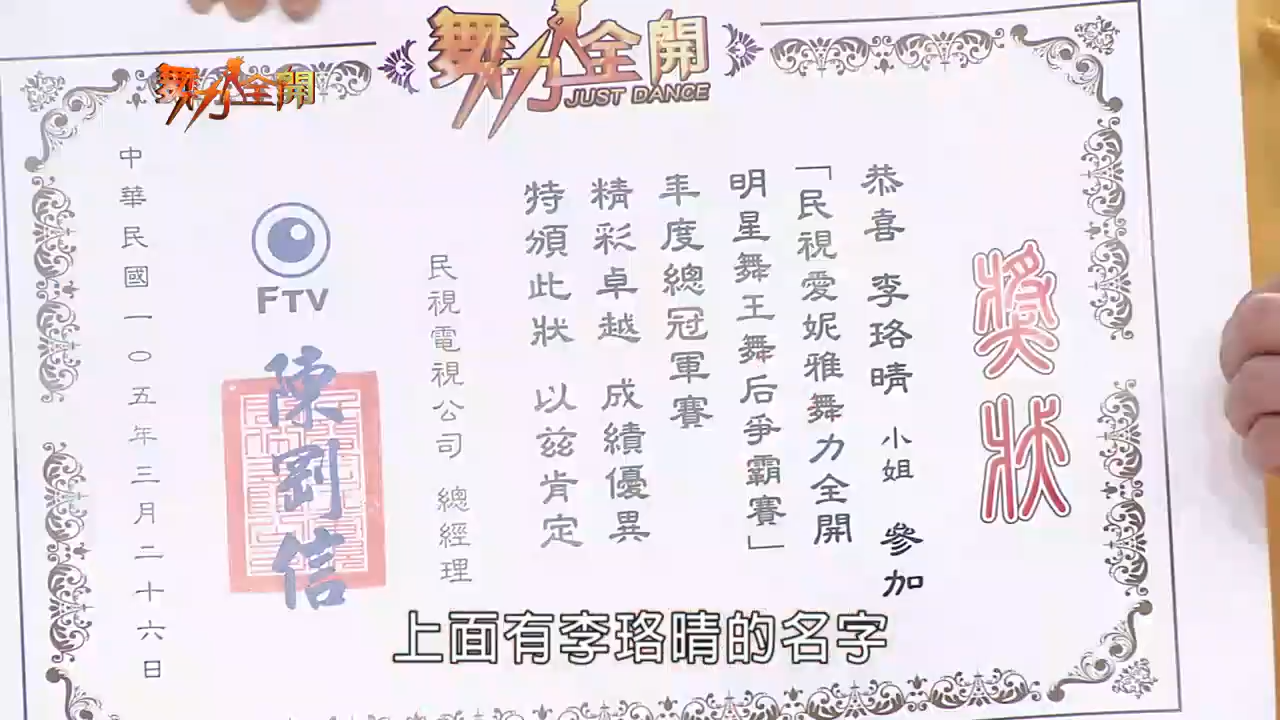 舞力全開
JUST DANCE
舞力全開
獎狀
恭喜 李珞晴 小姐 參加
「民視愛妮雅舞力全開
明星舞王舞后爭霸賽」
年度總冠軍賽
精彩卓越 成績優異
特頒此狀 以茲肯定
民視電視公司 總經理
陳剛信
FTV
中華民國一〇五年三月二十六日
上面有李珞晴的名字